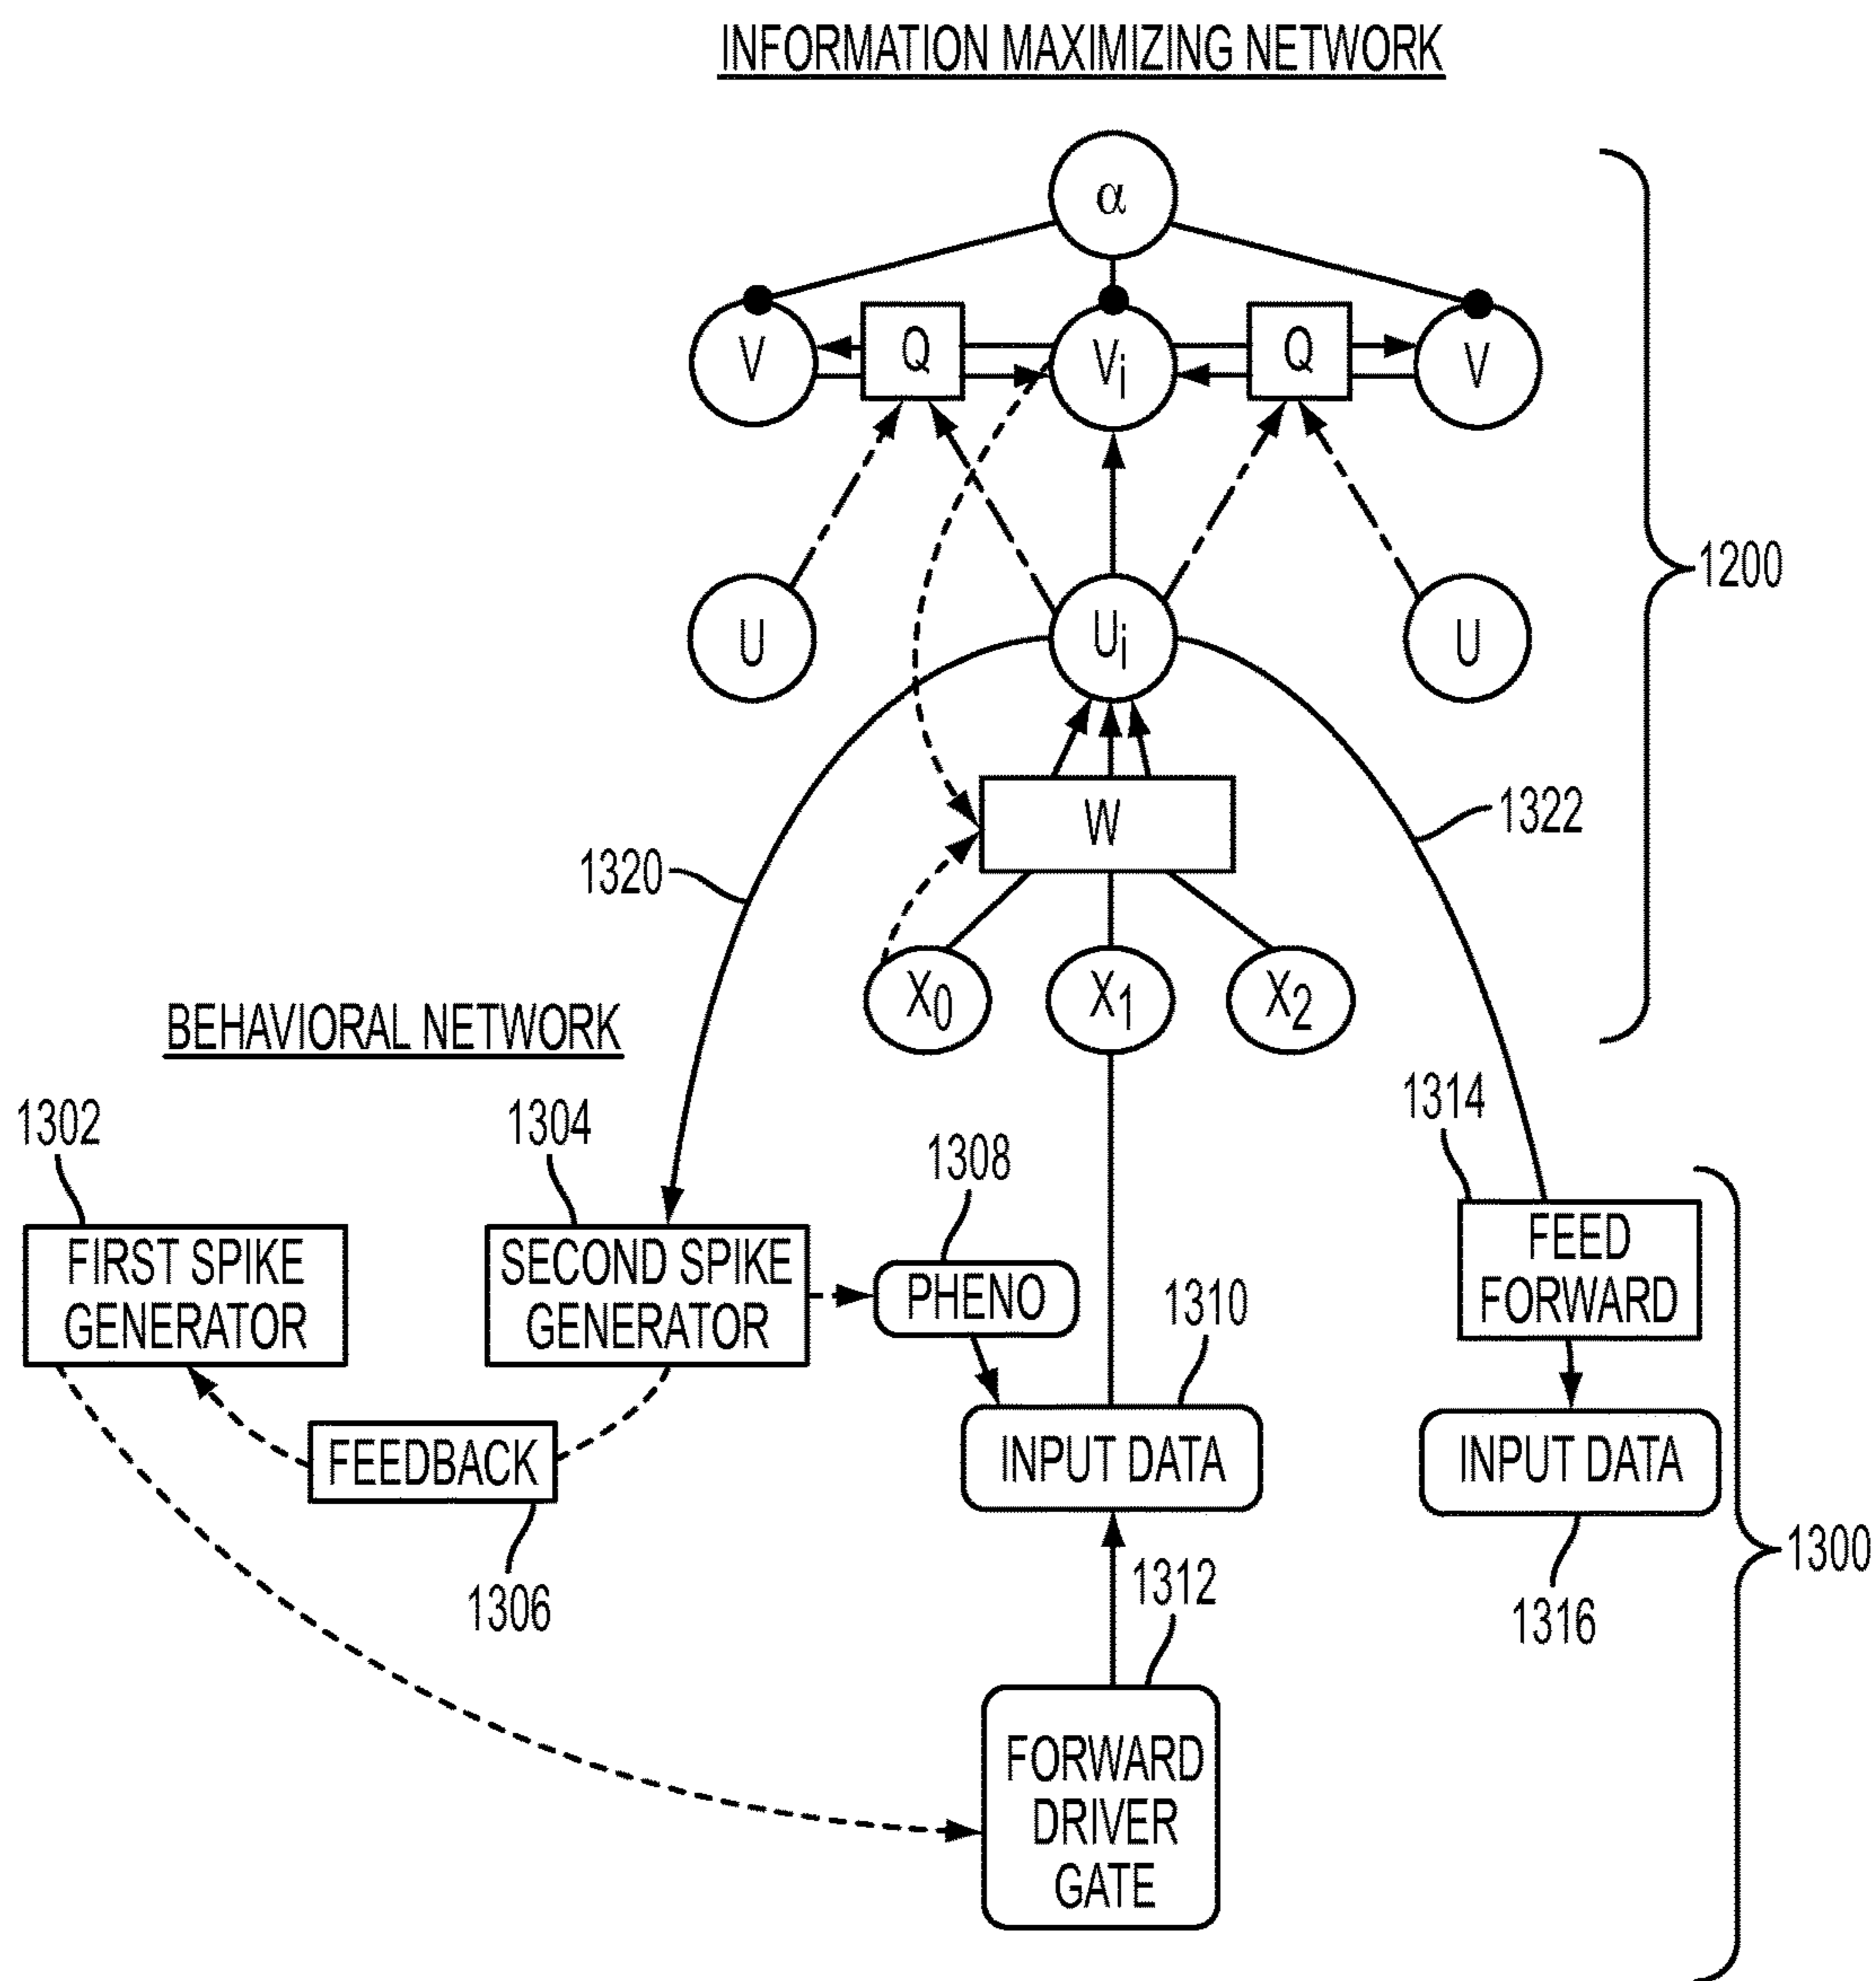 INFORMATION MAXIMIZING NETWORK
α
V
Q
Vi
Q
V
1200
U
Ui
U
W
1322
1320
X0
X1
X2
BEHAVIORAL NETWORK
1302
1304
1308
1314
FIRST SPIKE
GENERATOR
SECOND SPIKE
GENERATOR
PHENO
1310
FEED
FORWARD
FEEDBACK
INPUT DATA
INPUT DATA
1300
1306
1312
1316
FORWARD
DRIVER
GATE